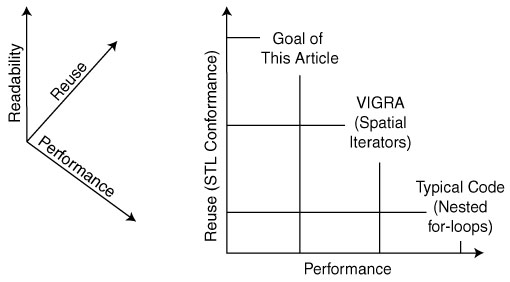 Readability
Reuse
Performance
Reuse (STL Conformance)
Goal of
This Article
VIGRA
(Spatial
Iterators)
Typical Code
(Nested
for-loops)
Performance